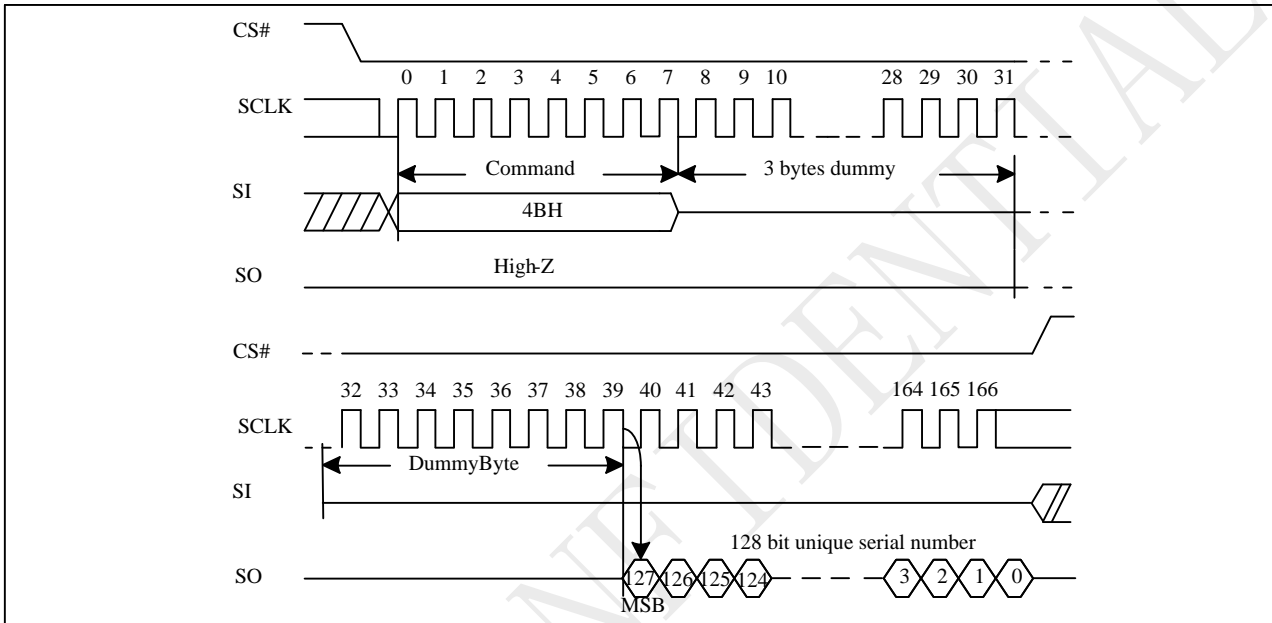 CS#
0 1 2 3 4 5 6 7 8 9 10 28 29 30 31
SCLK
Command 3 bytes dummy
SI
4BH
High-Z
SO
CS#
32 33 34 35 36 37 38 39 40 41 42 43 164 165 166
SCLK
DummyByte
SI
128 bit unique serial number
SO 127 126 125 124 3 2 1 0
MSB